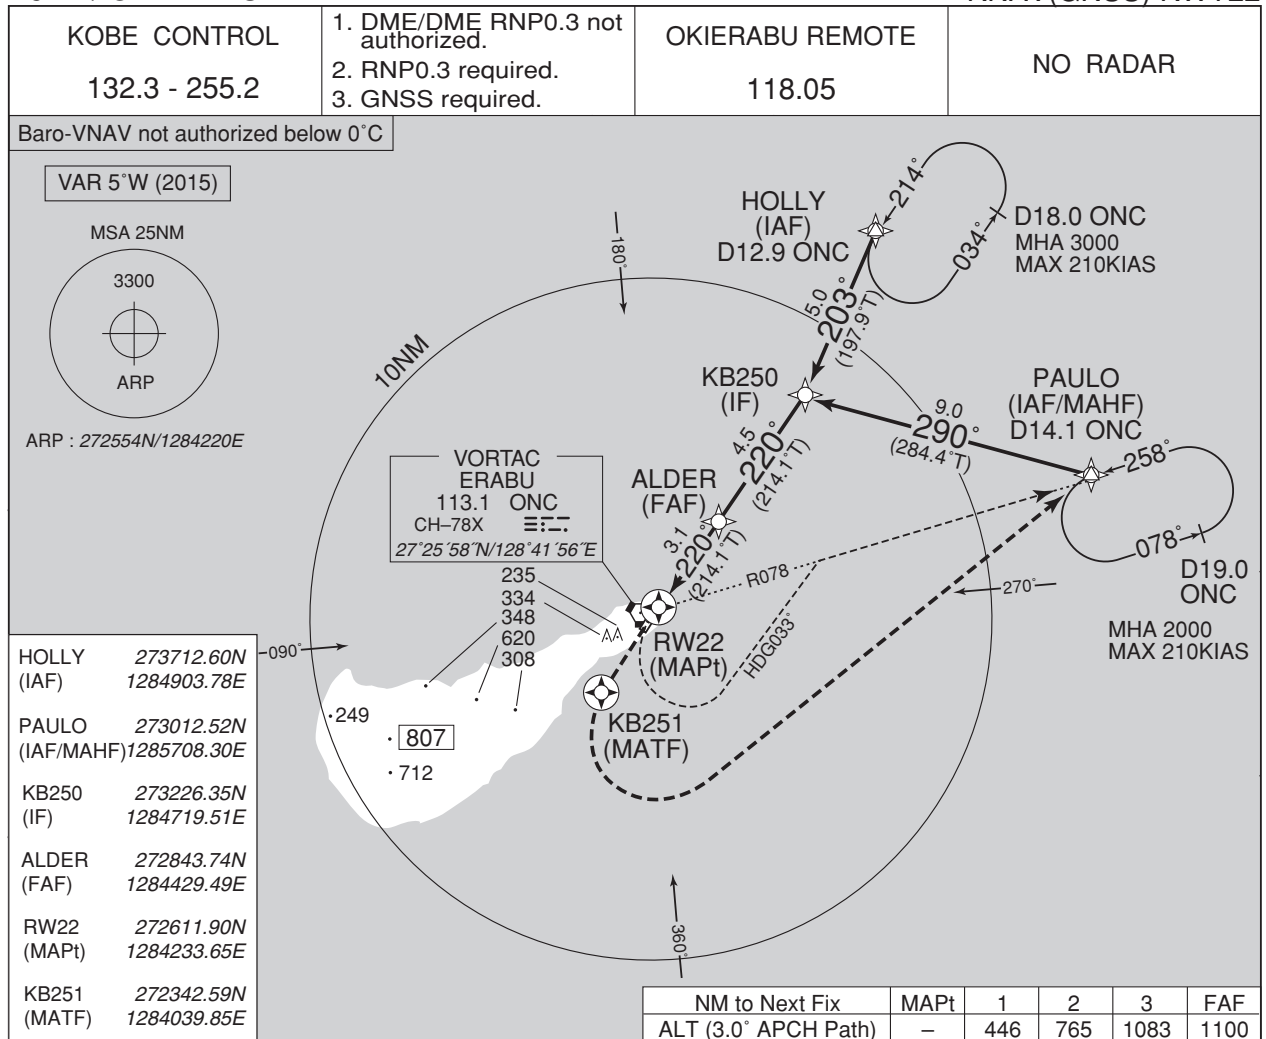 KOBE CONTROL
132.3 - 255.2
1. DME/DME RNP0.3 not
authorized.
2. RNP0.3 required.
3. GNSS required.
OKIERABU REMOTE
118.05
NO RADAR
Baro-VNAV not authorized below 0˚C
VAR 5˚W (2015)
MSA 25NM
3300
ARP
ARP : 272554N/1284220E
180˚
10NM
HOLLY
(IAF)
D12.9 ONC
214˚
034˚
D18.0 ONC
MHA 3000
MAX 210KIAS
5.0
203˚
(197.9˚T)
KB250
(IF)
PAULO
(IAF/MAHF)
D14.1 ONC
9.0
290˚
(284.4˚T)
258˚
078˚
D19.0
ONC
MHA 2000
MAX 210KIAS
4.5
220˚
(214.1˚T)
ALDER
(FAF)
3.1
220˚
(214.1˚T)
VORTAC
ERABU
113.1 ONC
CH–78X
27˚25´58˝N/128˚41´56˝E
R078
270˚
HDG033˚
235
334
348
620
308
RW22
(MAPt)
KB251
(MATF)
090˚
249
807
712
360˚
HOLLY 273712.60N
(IAF) 1284903.78E
PAULO 273012.52N
(IAF/MAHF) 1285708.30E
KB250 273226.35N
(IF) 1284719.51E
ALDER 272843.74N
(FAF) 1284429.49E
RW22 272611.90N
(MAPt) 1284233.65E
KB251 272342.59N
(MATF) 1284039.85E
NM to Next Fix MAPt 1 2 3 FAF
ALT (3.0˚ APCH Path) – 446 765 1083 1100